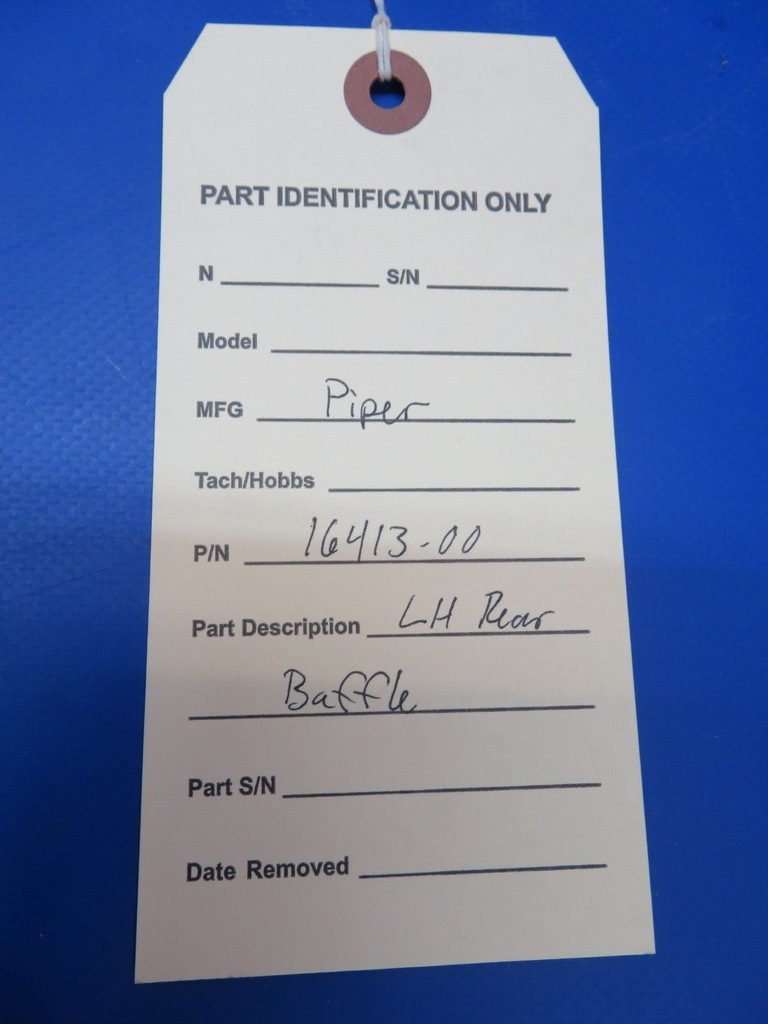 PART IDENTIFICATION ONLY
N S/N
Model
MFG Piper
Tach/Hobbs
P/N 16413-00
Part Description LH Rear
Baffle
Part S/N
Date Removed